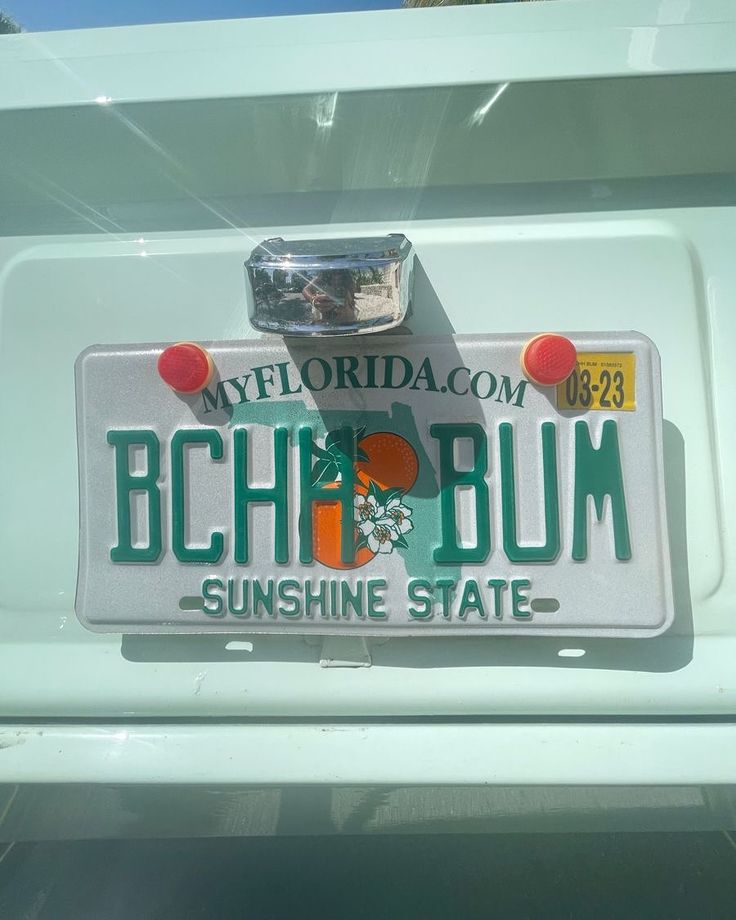 MYFLORIDA.COM
03-23
BCHH BUM
SUNSHINE STATE